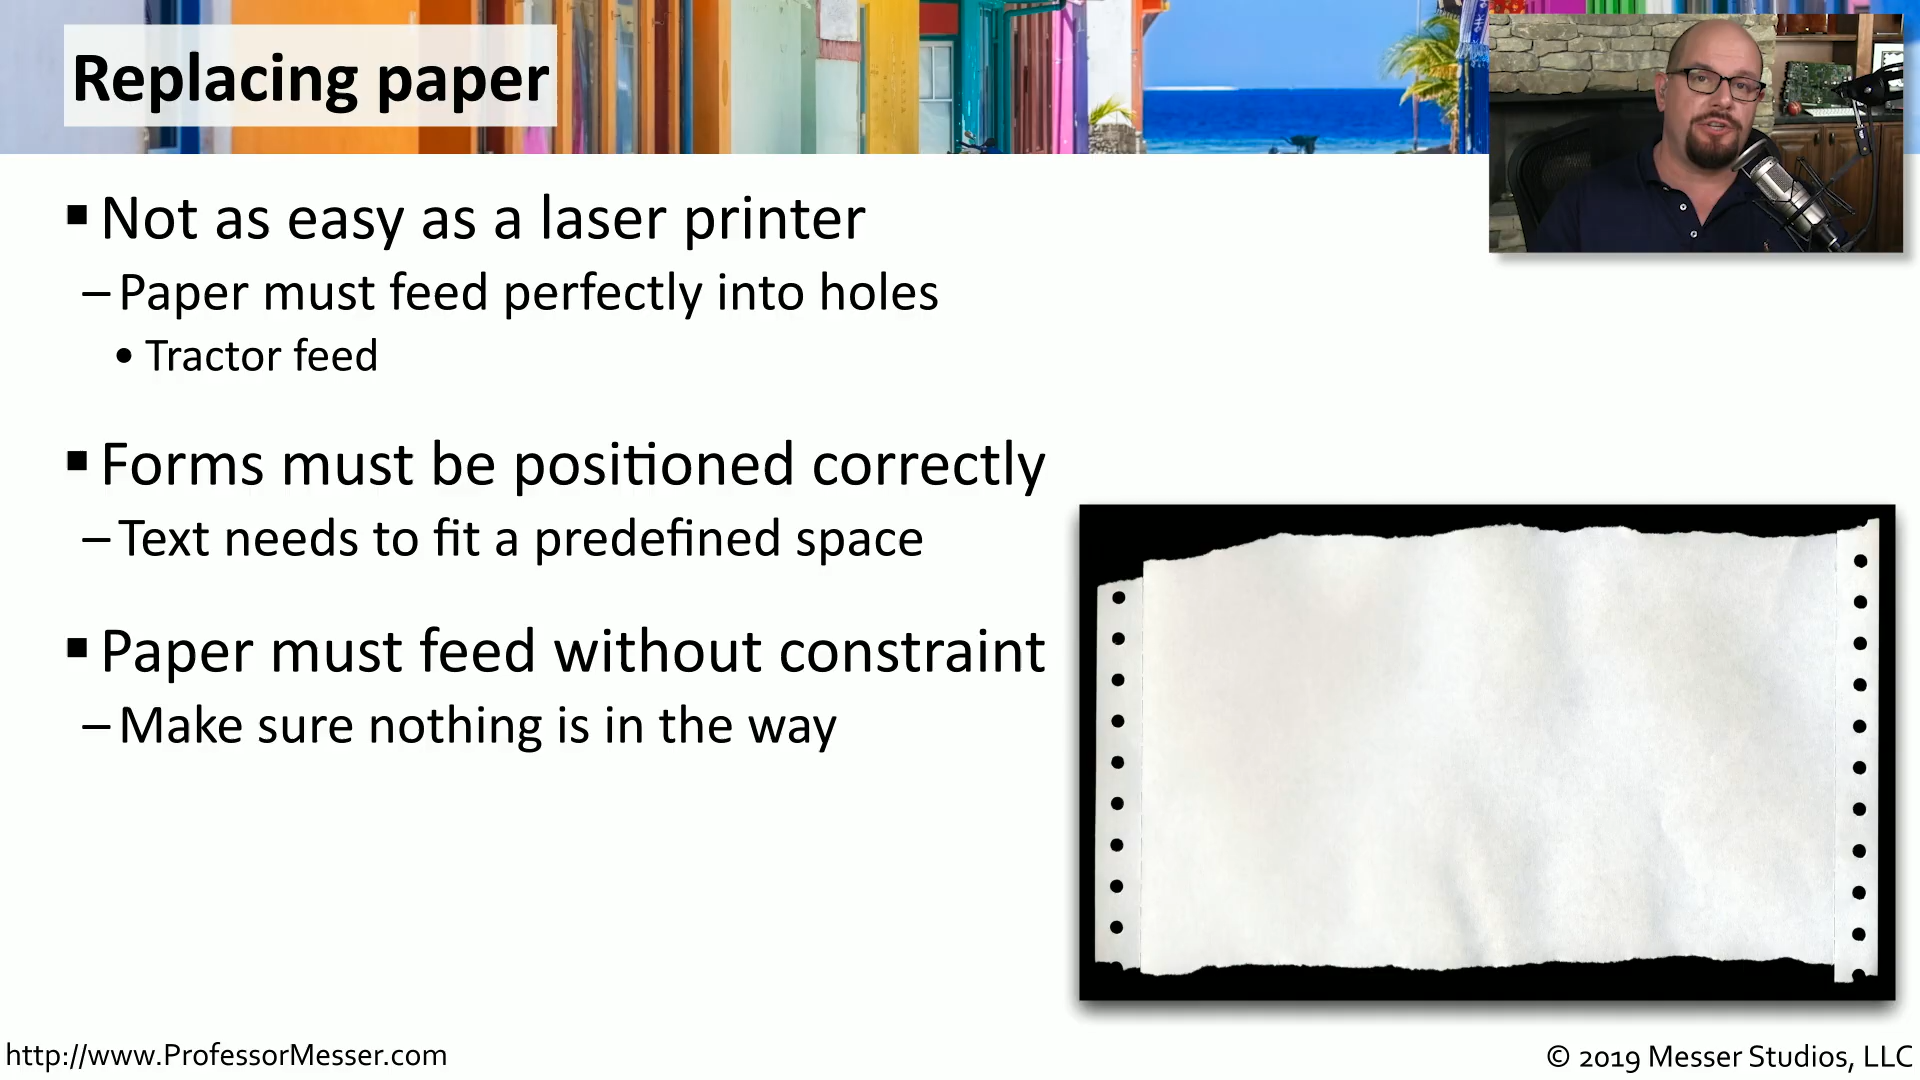 Replacing paper
▪ Not as easy as a laser printer
– Paper must feed perfectly into holes
• Tractor feed
▪ Forms must be positioned correctly
– Text needs to fit a predefined space
▪ Paper must feed without constraint
– Make sure nothing is in the way
http://www.ProfessorMesser.com
© 2019 Messer Studios, LLC